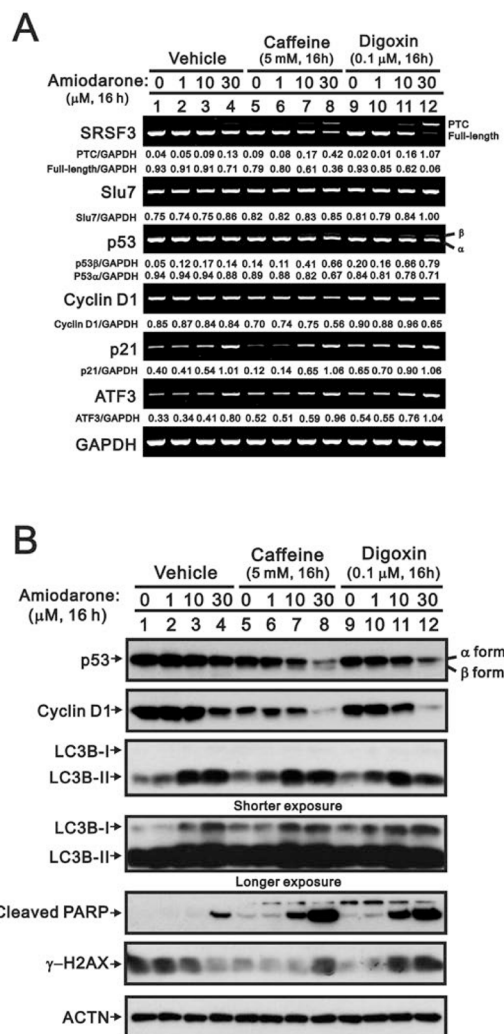 A
Vehicle
Caffeine
(5 mM, 16h)
Digoxin
(0.1 μM, 16h)
Amiodarone: 0 1 10 30 0 1 10 30 0 1 10 30
(μM, 16 h)
1 2 3 4 5 6 7 8 9 10 11 12
SRSF3
PTC
Full-length
PTC/GAPDH 0.04 0.05 0.09 0.13 0.09 0.08 0.17 0.42 0.02 0.01 0.16 1.07
Full-length/GAPDH 0.93 0.91 0.91 0.71 0.79 0.80 0.61 0.36 0.93 0.85 0.62 0.06
Slu7
Slu7/GAPDH 0.75 0.74 0.75 0.86 0.82 0.82 0.83 0.85 0.81 0.79 0.84 1.00
p53
β
α
p53β/GAPDH 0.05 0.12 0.17 0.14 0.14 0.11 0.41 0.66 0.20 0.16 0.66 0.79
P53α/GAPDH 0.94 0.94 0.94 0.88 0.89 0.88 0.82 0.67 0.84 0.81 0.78 0.71
Cyclin D1
Cyclin D1/GAPDH 0.85 0.87 0.84 0.84 0.70 0.74 0.75 0.56 0.90 0.88 0.96 0.65
p21
p21/GAPDH 0.40 0.41 0.54 1.01 0.12 0.14 0.65 1.06 0.65 0.70 0.90 1.06
ATF3
ATF3/GAPDH 0.33 0.34 0.41 0.80 0.52 0.51 0.59 0.96 0.54 0.55 0.76 1.04
GAPDH
B
Vehicle
Caffeine
(5 mM, 16h)
Digoxin
(0.1 μM, 16h)
Amiodarone: 0 1 10 30 0 1 10 30 0 1 10 30
(μM, 16 h)
1 2 3 4 5 6 7 8 9 10 11 12
p53
α form
β form
Cyclin D1
LC3B-I
LC3B-II
Shorter exposure
LC3B-I
LC3B-II
Longer exposure
Cleaved PARP
γ-H2AX
ACTN